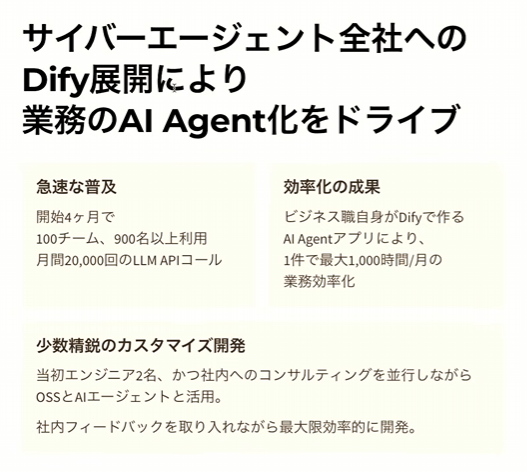 サイバーエージェント全社への
Dify展開により
業務のAI Agent化をドライブ
急速な普及
開始4ヶ月で
100チーム、900名以上利用
月間20,000回のLLM APIコール
効率化の成果
ビジネス職自身がDifyで作る
AI Agentアプリにより、
1件で最大1,000時間/月の
業務効率化
少数精鋭のカスタマイズ開発
当初エンジニア2名、かつ社内へのコンサルティングを並行しながら
OSSとAIエージェントと活用。
社内フィードバックを取り入れながら最大限効率的に開発。